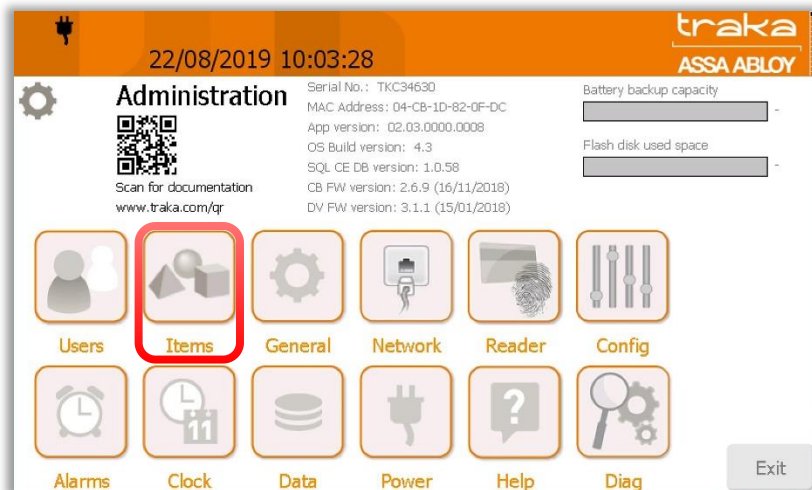 traka
22/08/2019 10:03:28
ASSA ABLOY
Administration
Serial No.: TKC34630
MAC Address: 04-CB-1D-82-0F-DC
App version: 02.03.0000.0008
OS Build version: 4.3
SQL CE DB version: 1.0.58
CB FW version: 2.6.9 (16/11/2018)
DV FW version: 3.1.1 (15/01/2018)
Battery backup capacity
-
Flash disk used space
-
Scan for documentation
www.traka.com/qr
Users Items General Network Reader Config
11
?
Alarms Clock Data Power Help Diag
Exit